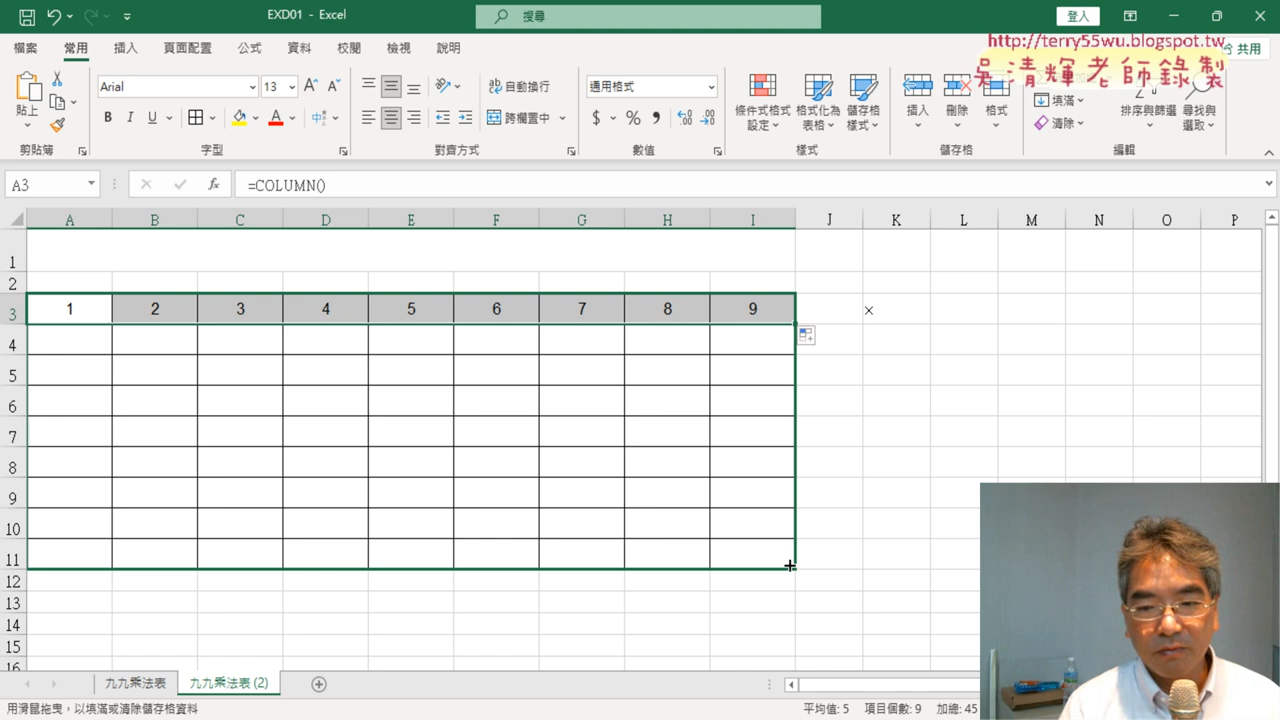 EXD01 - Excel
搜尋
登入
檔案 常用 插入 頁面配置 公式 資料 校閱 檢視 說明
共用
http://terry55wu.blogspot.tw
吳清輝老師錄製
貼上
Arial 13
B I U
自動換行
跨欄置中
通用格式
$ % ,
條件式格式設定
格式化為表格
儲存格樣式
插入 刪除 格式
填滿
清除
排序與篩選
尋找與選取
剪貼簿 字型 對齊方式 數值 樣式 儲存格 編輯
A3 fx =COLUMN()
A B C D E F G H I J K L M N O P
1
2
3 1 2 3 4 5 6 7 8 9 ×
4
5
6
7
8
9
10
11
12
13
14
15
16
九九乘法表 九九乘法表 (2)
用滑鼠拖曳，以填滿或清除儲存格資料
平均值: 5 項目個數: 9 加總: 45